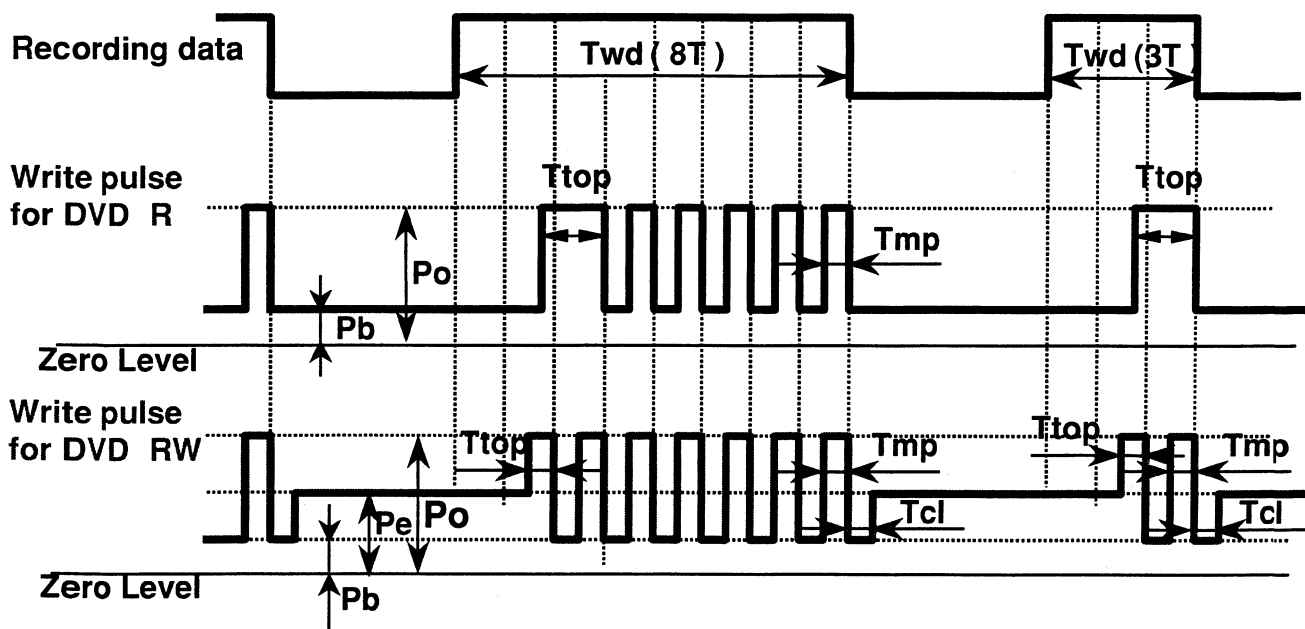 Recording data
Twd ( 8T )
Twd (3T )
Write pulse
for DVD R
Ttop
Ttop
Tmp
Po
Pb
Zero Level
Write pulse
for DVD RW
Ttop
Tmp
Ttop
Tmp
Pe
Po
Tcl
Tcl
Zero Level
Pb